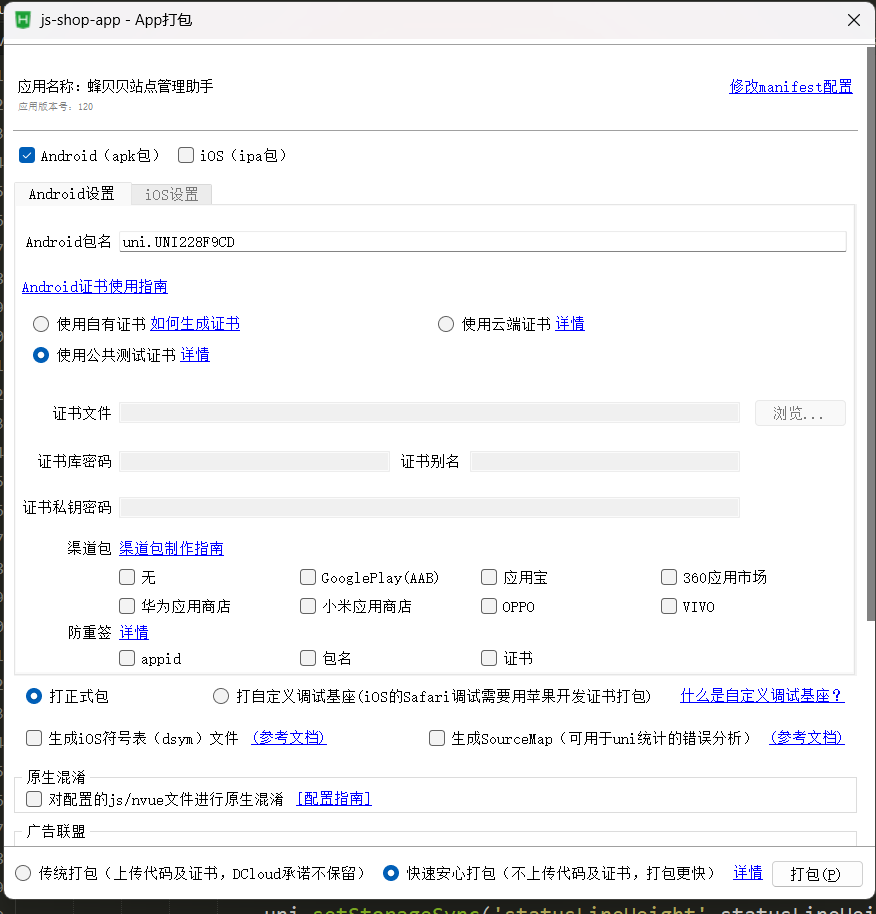 js-shop-app - App打包
应用名称：蜂贝贝站点管理助手
修改manifest配置
应用版本号：120
Android（apk包） iOS（ipa包）
Android设置 iOS设置
Android包名 uni.UNI228F9CD
Android证书使用指南
使用自有证书 如何生成证书 使用云端证书 详情
使用公共测试证书 详情
证书文件 浏览...
证书库密码 证书别名
证书私钥密码
渠道包 渠道包制作指南
无 GooglePlay(AAB) 应用宝 360应用市场
华为应用商店 小米应用商店 OPPO VIVO
防重签 详情
appid 包名 证书
打正式包 打自定义调试基座(iOS的Safari调试需要用苹果开发证书打包) 什么是自定义调试基座？
生成iOS符号表（dsym）文件 (参考文档) 生成SourceMap（可用于uni统计的错误分析） (参考文档)
原生混淆
对配置的js/nvue文件进行原生混淆 [配置指南]
广告联盟
传统打包（上传代码及证书，DCloud承诺不保留） 快速安心打包（不上传代码及证书，打包更快） 详情 打包(P)